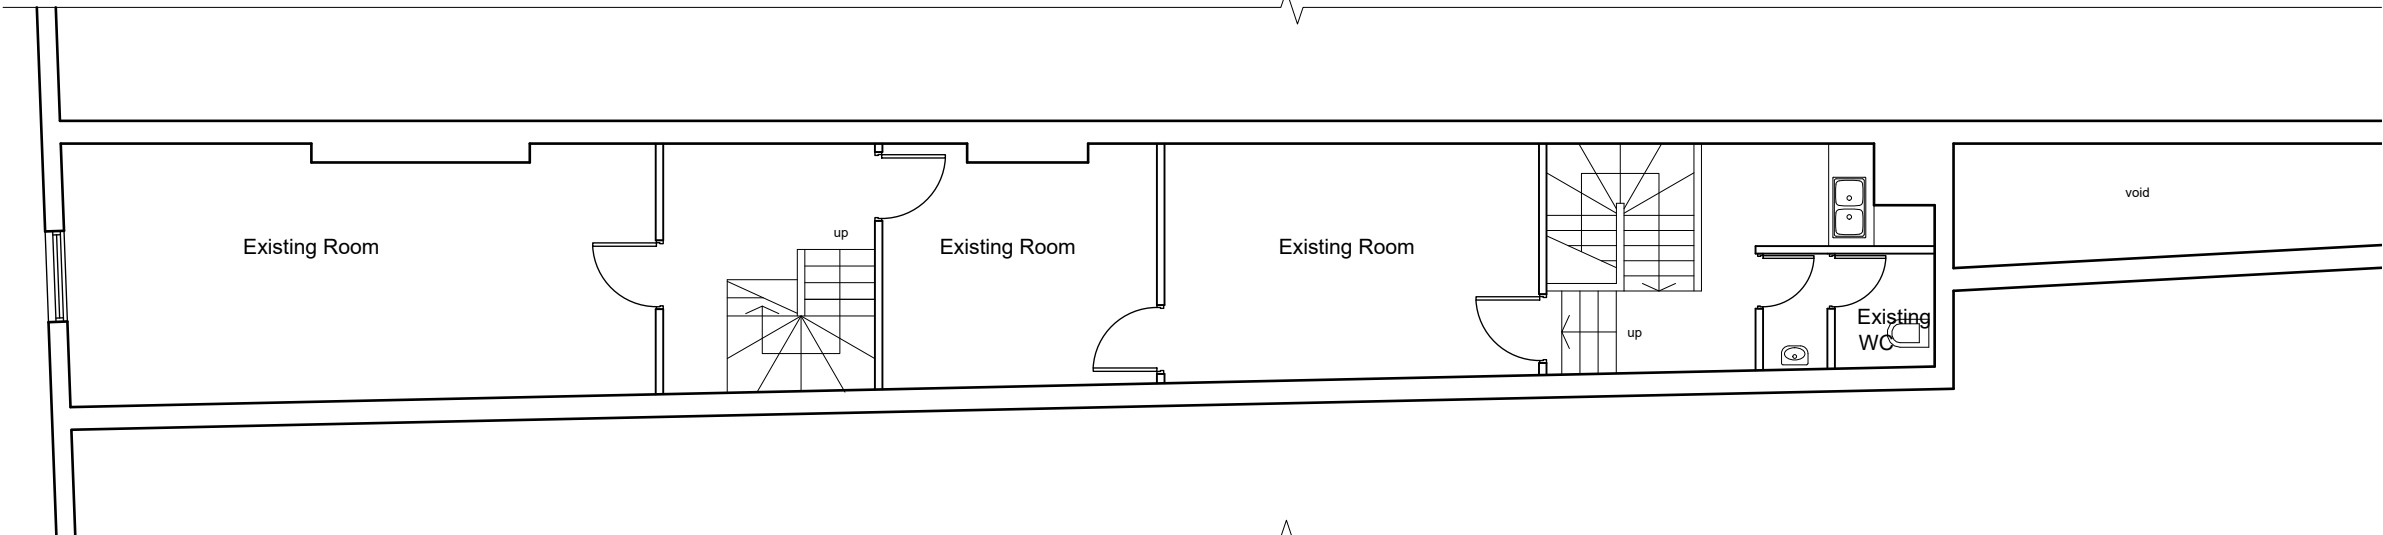 void
up
Existing Room
Existing Room
Existing Room
up
Existing
WC